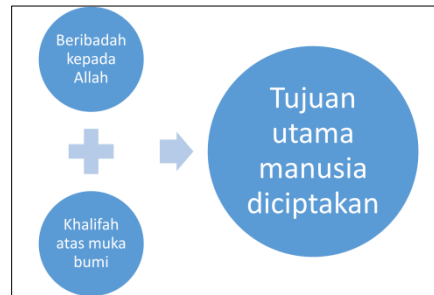 Beribadah
kepada
Allah
Khalifah
atas muka
bumi
Tujuan
utama
manusia
diciptakan